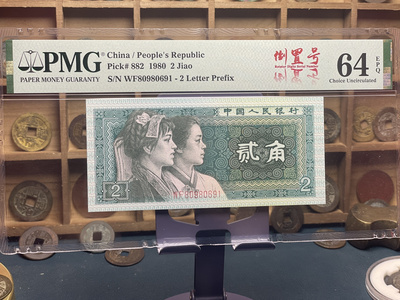 PMG
PAPER MONEY GUARANTY
China / People's Republic
Pick# 882 1980 2 Jiao
S/N WF80980691 - 2 Letter Prefix
倒置号
64 EPQ
Choice Uncirculated
中国人民银行
贰角
WF80980691
2
2